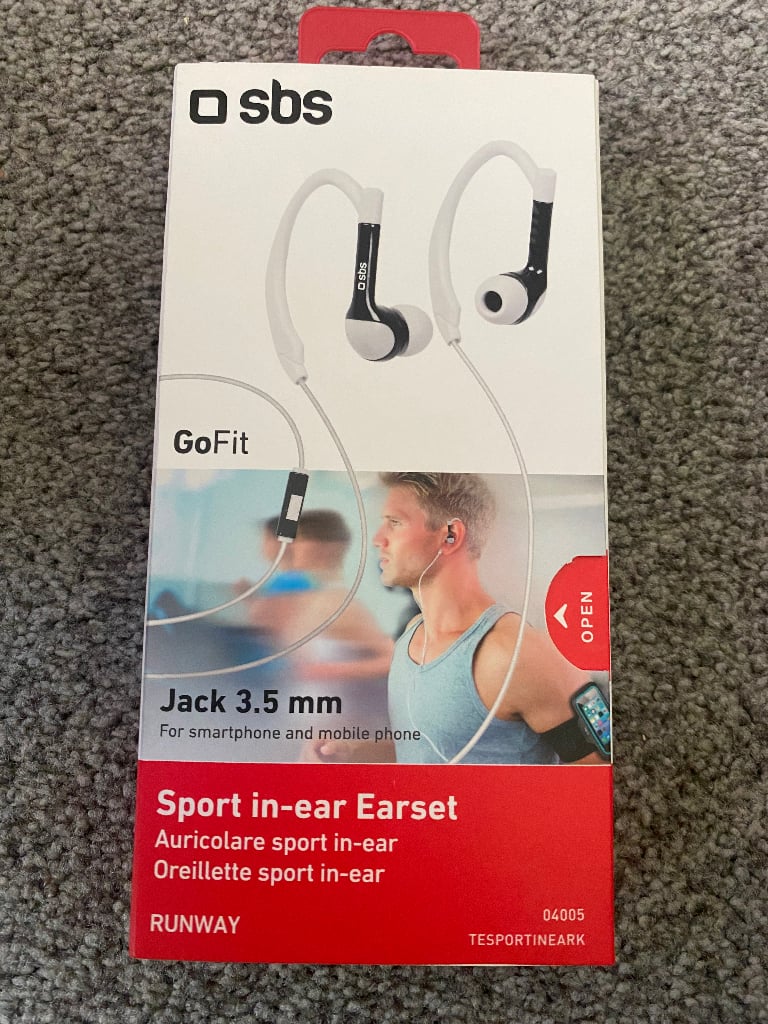 sbs
sbs
GoFit
OPEN
Jack 3.5 mm
For smartphone and mobile phone
Sport in-ear Earset
Auricolare sport in-ear
Oreillette sport in-ear
RUNWAY
04005
TESPORTINEARK